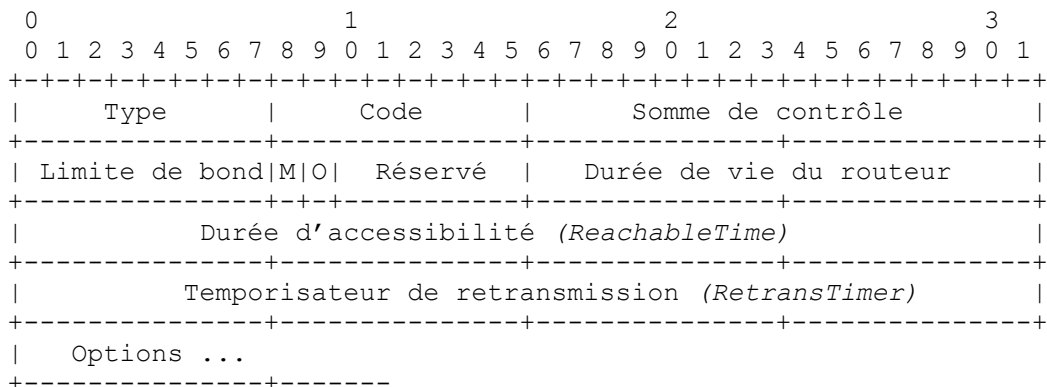 0                   1                   2                   3
0 1 2 3 4 5 6 7 8 9 0 1 2 3 4 5 6 7 8 9 0 1 2 3 4 5 6 7 8 9 0 1
+-+-+-+-+-+-+-+-+-+-+-+-+-+-+-+-+-+-+-+-+-+-+-+-+-+-+-+-+-+-+-+-+
|     Type      |     Code      |      Somme de contrôle        |
+---------------+---------------+---------------+---------------+
| Limite de bond|M|O|  Réservé  |   Durée de vie du routeur     |
+---------------+-+-+-----------+---------------+---------------+
|           Durée d’accessibilité (ReachableTime)               |
+---------------+---------------+---------------+---------------+
|          Temporisateur de retransmission (RetransTimer)       |
+---------------+---------------+---------------+---------------+
|   Options ...
+---------------+-------